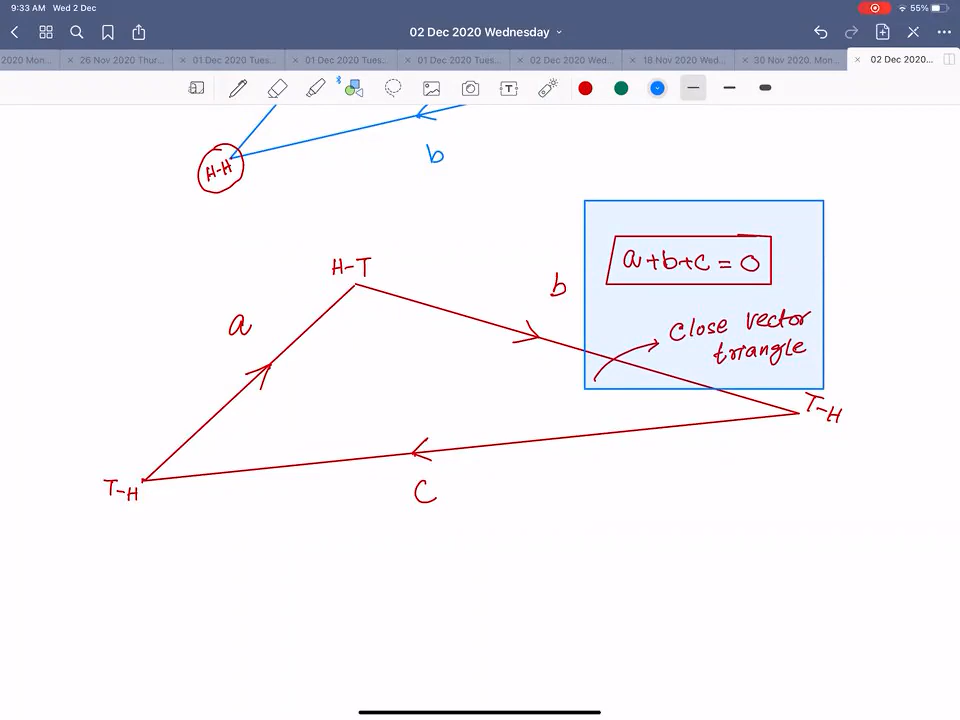 9:33 AM Wed 2 Dec
55%
02 Dec 2020 Wednesday
2020 Mon...
26 Nov 2020 Thur...
01 Dec 2020 Tues...
01 Dec 2020 Tues...
01 Dec 2020 Tues...
02 Dec 2020 Wed...
18 Nov 2020 Wed...
30 Nov 2020, Mon...
02 Dec 2020...
H-H
b
H-T
a
b
a+b+c = 0
Close vector
triangle
T-H
T-H
C